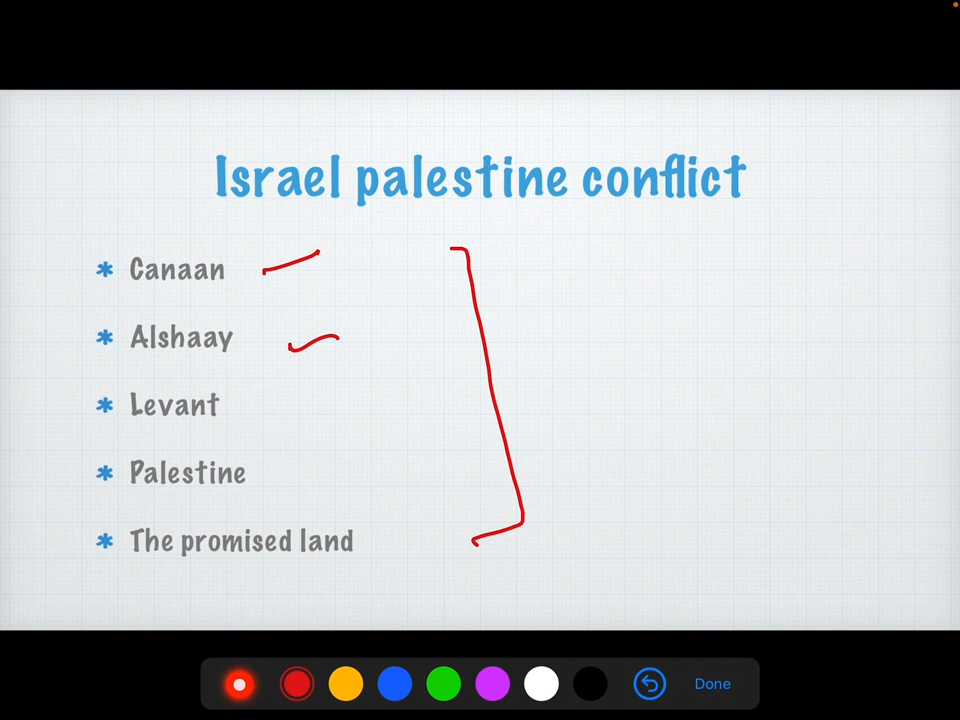 Israel palestine conflict
Canaan
Alshaay
Levant
Palestine
The promised land
Done